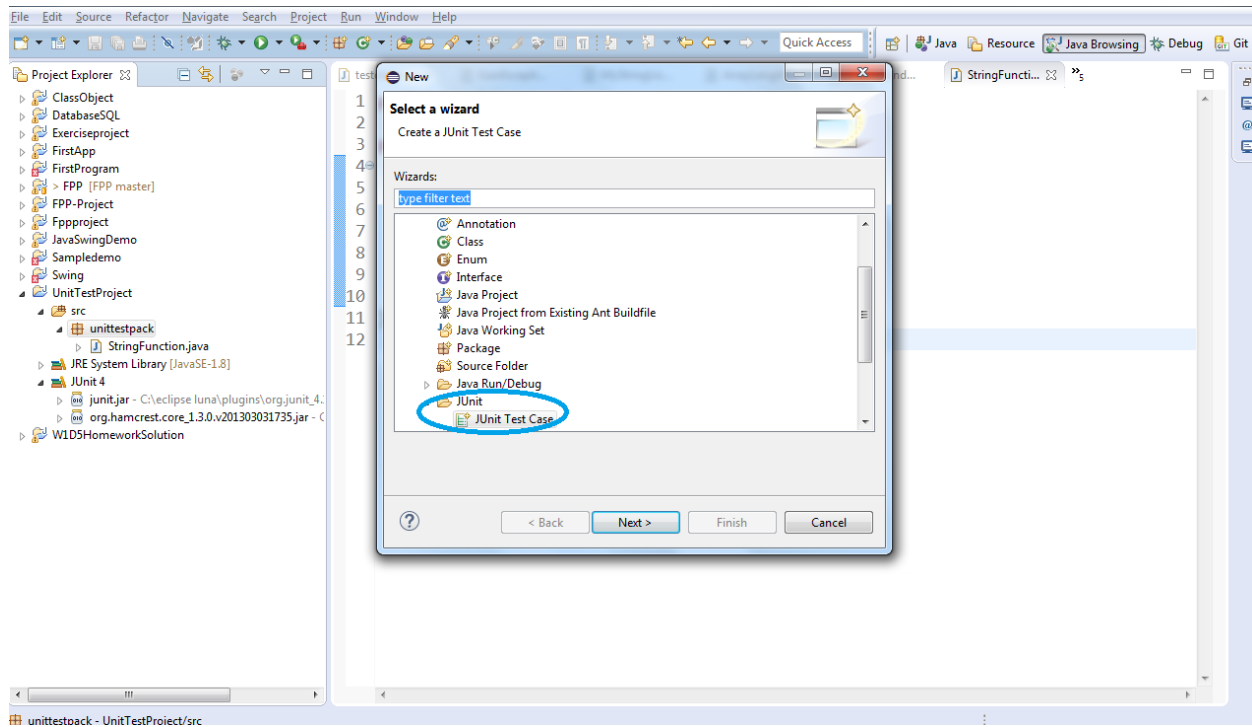 File Edit Source Refactor Navigate Search Project Run Window Help
Quick Access
Java Resource Java Browsing Debug Git
Project Explorer
ClassObject
DatabaseSQL
Exerciseproject
FirstApp
FirstProgram
> FPP [FPP master]
FPP-Project
Fppproject
JavaSwingDemo
Sampledemo
Swing
UnitTestProject
src
unittestpack
StringFunction.java
JRE System Library [JavaSE-1.8]
JUnit 4
junit.jar - C:\eclipse luna\plugins\org.junit_4.
org.hamcrest.core_1.3.0.v201303031735.jar - C
W1D5HomeworkSolution
test
nd...
StringFuncti...
»5
1
2
3
4
5
6
7
8
9
10
11
12
New
Select a wizard
Create a JUnit Test Case
Wizards:
type filter text
Annotation
Class
Enum
Interface
Java Project
Java Project from Existing Ant Buildfile
Java Working Set
Package
Source Folder
Java Run/Debug
JUnit
JUnit Test Case
< Back Next > Finish Cancel
unittestpack - UnitTestProject/src